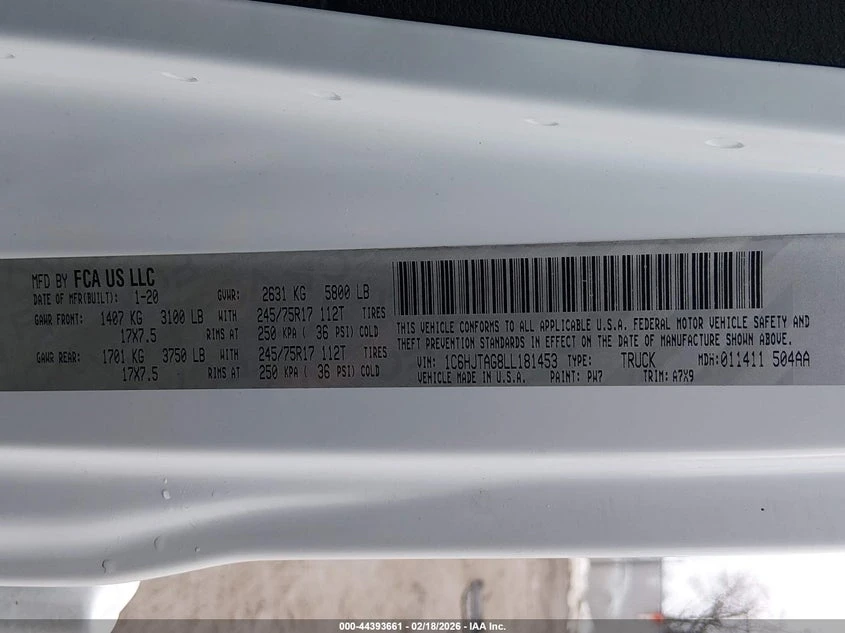 MFD BY FCA US LLC
DATE OF MFR(BUILT): 1-20 GVWR: 2631 KG 5800 LB
GAWR FRONT: 1407 KG 3100 LB WITH 245/75R17 112T TIRES
17X7.5 RIMS AT 250 KPA ( 36 PSI) COLD
GAWR REAR: 1701 KG 3750 LB WITH 245/75R17 112T TIRES
17X7.5 RIMS AT 250 KPA ( 36 PSI) COLD
THIS VEHICLE CONFORMS TO ALL APPLICABLE U.S.A. FEDERAL MOTOR VEHICLE SAFETY AND
THEFT PREVENTION STANDARDS IN EFFECT ON THE DATE OF MANUFACTURE SHOWN ABOVE.
VIN: 1C6HJTAG8LL181453 TYPE: TRUCK MDH:011411 504AA
VEHICLE MADE IN U.S.A. PAINT: PW7 TRIM: A7X9
000-44393661 - 02/18/2026 - IAA Inc.